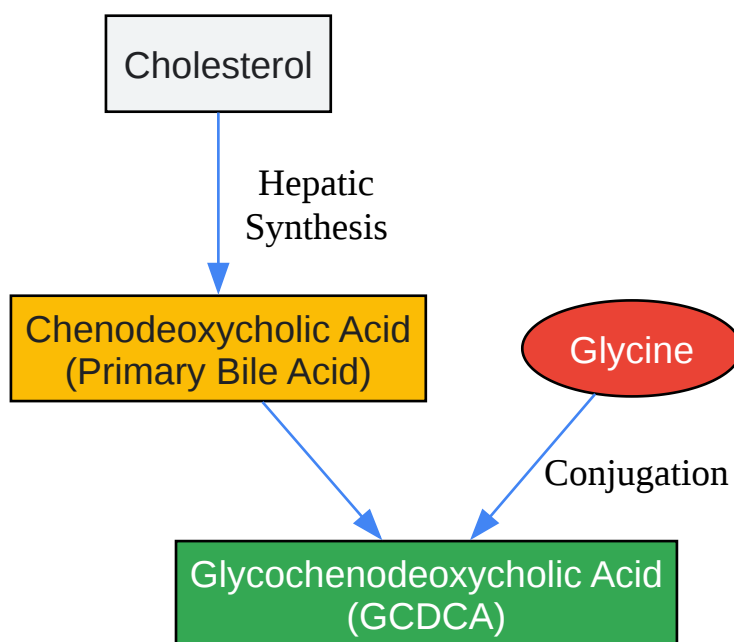 Cholesterol
Hepatic
Synthesis
Chenodeoxycholic Acid
(Primary Bile Acid)
Glycine
Conjugation
Glycochenodeoxycholic Acid
(GCDCA)